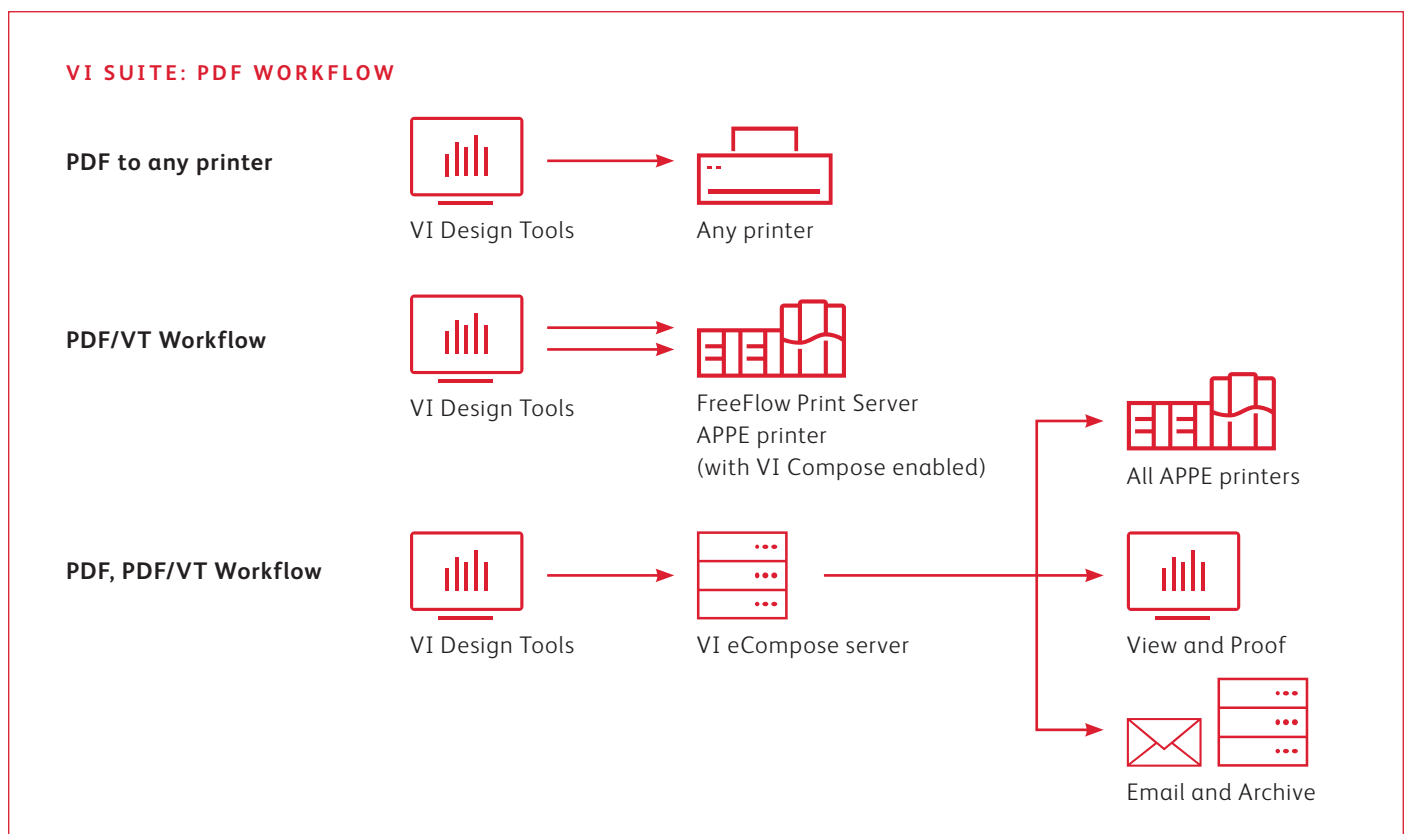 VI SUITE: PDF WORKFLOW
PDF to any printer
VI Design Tools
Any printer
PDF/VT Workflow
VI Design Tools
FreeFlow Print Server
APPE printer
(with VI Compose enabled)
All APPE printers
PDF, PDF/VT Workflow
VI Design Tools
VI eCompose server
View and Proof
Email and Archive